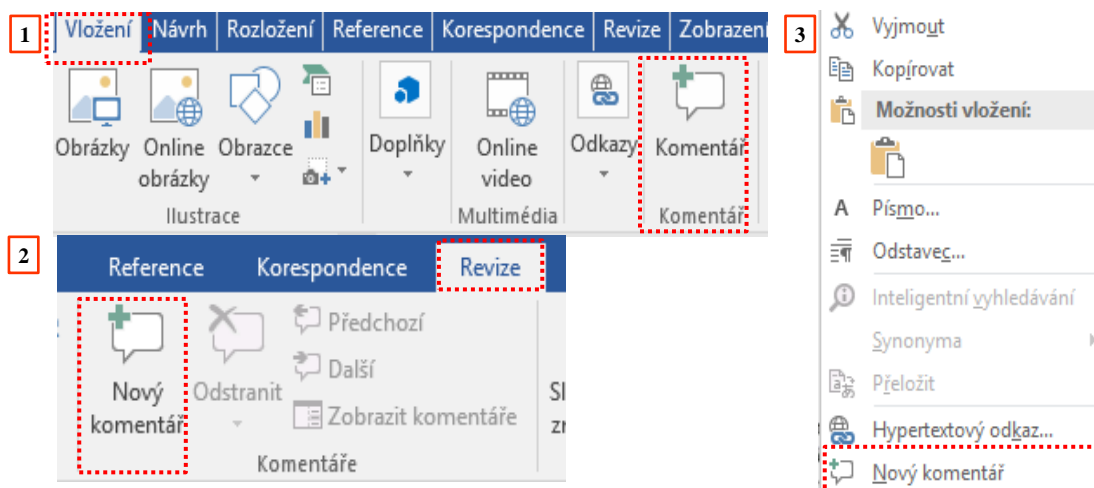 1
Vložení Návrh Rozložení Reference Korespondence Revize Zobrazení
Obrázky Online obrázky Obrazce Doplňky Online video Odkazy Komentář
Ilustrace Multimédia Komentář
2
Reference Korespondence Revize
Nový komentář
Odstranit
Předchozí
Další
Zobrazit komentáře
Sl
zr
Komentáře
3
Vyjmout
Kopírovat
Možnosti vložení:
A Písmo...
Odstavec...
Inteligentní vyhledávání
Synonyma
Přeložit
Hypertextový odkaz...
Nový komentář